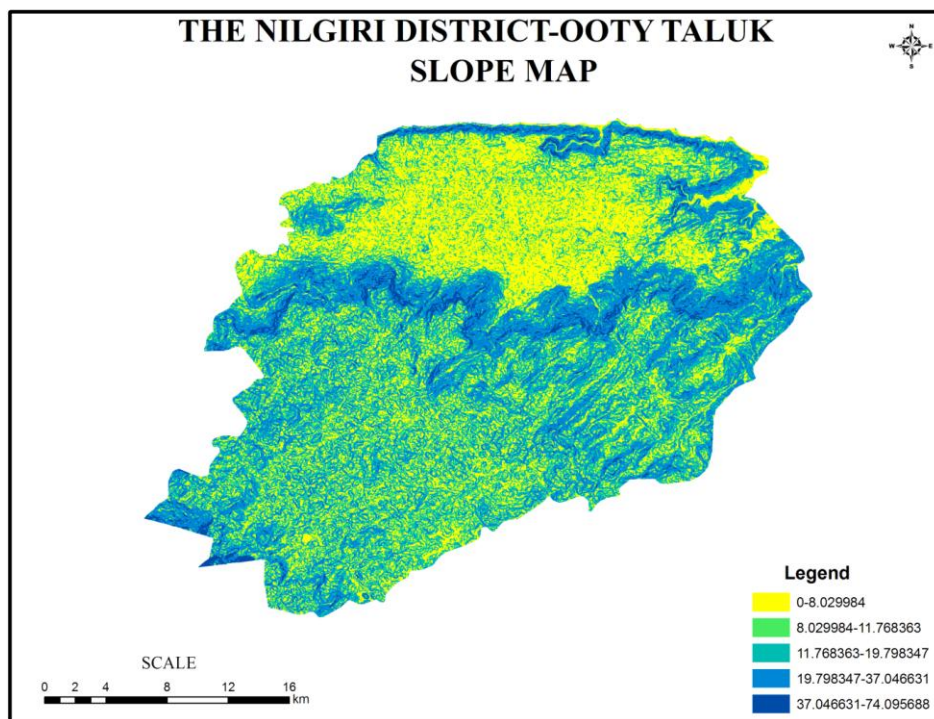 THE NILGIRI DISTRICT-OOTY TALUK
SLOPE MAP
N
W E
S
Legend
0-8.029984
8.029984-11.768363
11.768363-19.798347
19.798347-37.046631
37.046631-74.095688
SCALE
0 2 4 8 12 16
km